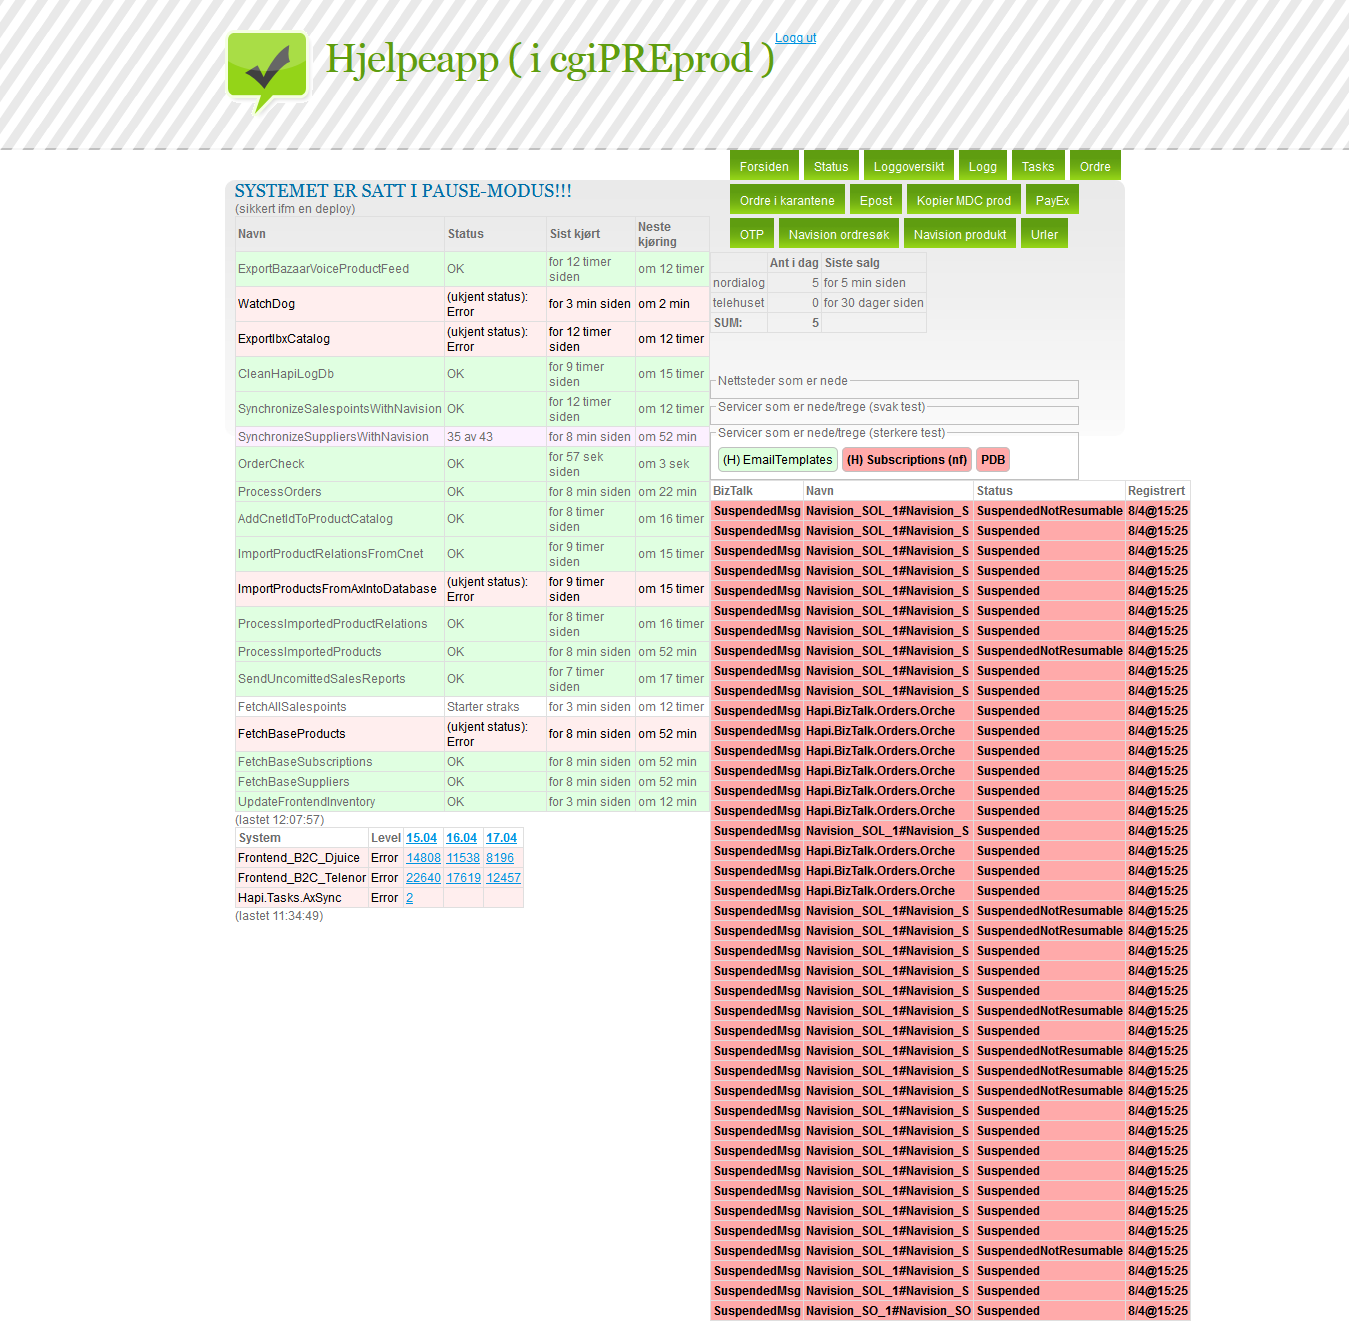 Hjelpeapp ( i cgiPREprod )
Logg ut
Forsiden Status Loggoversikt Logg Tasks Ordre
Ordre i karantene Epost Kopier MDC prod PayEx
OTP Navision ordresøk Navision produkt Urler
SYSTEMET ER SATT I PAUSE-MODUS!!!
(sikkert ifm en deploy)
Navn Status Sist kjørt Neste kjøring
ExportBazaarVoiceProductFeed OK for 12 timer siden om 12 timer
WatchDog (ukjent status): Error for 3 min siden om 2 min
ExportIbxCatalog (ukjent status): Error for 12 timer siden om 12 timer
CleanHapiLogDb OK for 9 timer siden om 15 timer
SynchronizeSalespointsWithNavision OK for 12 timer siden om 12 timer
SynchronizeSuppliersWithNavision 35 av 43 for 8 min siden om 52 min
OrderCheck OK for 57 sek siden om 3 sek
ProcessOrders OK for 8 min siden om 22 min
AddCnetIdToProductCatalog OK for 8 timer siden om 16 timer
ImportProductRelationsFromCnet OK for 9 timer siden om 15 timer
ImportProductsFromAxIntoDatabase (ukjent status): Error for 9 timer siden om 15 timer
ProcessImportedProductRelations OK for 8 timer siden om 16 timer
ProcessImportedProducts OK for 8 min siden om 52 min
SendUncomittedSalesReports OK for 7 timer siden om 17 timer
FetchAllSalespoints Starter straks for 3 min siden om 12 timer
FetchBaseProducts (ukjent status): Error for 8 min siden om 52 min
FetchBaseSubscriptions OK for 8 min siden om 52 min
FetchBaseSuppliers OK for 8 min siden om 52 min
UpdateFrontendInventory OK for 3 min siden om 12 min
(lastet 12:07:57)
System Level 15.04 16.04 17.04
Frontend_B2C_Djuice Error 14808 11538 8196
Frontend_B2C_Telenor Error 22640 17619 12457
Hapi.Tasks.AxSync Error 2
(lastet 11:34:49)
Ant i dag Siste salg
nordialog 5 for 5 min siden
telehuset 0 for 30 dager siden
SUM: 5
Nettsteder som er nede
Servicer som er nede/trege (svak test)
Servicer som er nede/trege (sterkere test)
(H) EmailTemplates (H) Subscriptions (nf) PDB
BizTalk Navn Status Registrert
SuspendedMsg Navision_SOL_1#Navision_S SuspendedNotResumable 8/4@15:25
SuspendedMsg Navision_SOL_1#Navision_S Suspended 8/4@15:25
SuspendedMsg Navision_SOL_1#Navision_S Suspended 8/4@15:25
SuspendedMsg Navision_SOL_1#Navision_S Suspended 8/4@15:25
SuspendedMsg Navision_SOL_1#Navision_S Suspended 8/4@15:25
SuspendedMsg Navision_SOL_1#Navision_S Suspended 8/4@15:25
SuspendedMsg Navision_SOL_1#Navision_S Suspended 8/4@15:25
SuspendedMsg Navision_SOL_1#Navision_S SuspendedNotResumable 8/4@15:25
SuspendedMsg Navision_SOL_1#Navision_S Suspended 8/4@15:25
SuspendedMsg Navision_SOL_1#Navision_S Suspended 8/4@15:25
SuspendedMsg Hapi.BizTalk.Orders.Orche Suspended 8/4@15:25
SuspendedMsg Hapi.BizTalk.Orders.Orche Suspended 8/4@15:25
SuspendedMsg Hapi.BizTalk.Orders.Orche Suspended 8/4@15:25
SuspendedMsg Hapi.BizTalk.Orders.Orche Suspended 8/4@15:25
SuspendedMsg Hapi.BizTalk.Orders.Orche Suspended 8/4@15:25
SuspendedMsg Hapi.BizTalk.Orders.Orche Suspended 8/4@15:25
SuspendedMsg Navision_SOL_1#Navision_S Suspended 8/4@15:25
SuspendedMsg Hapi.BizTalk.Orders.Orche Suspended 8/4@15:25
SuspendedMsg Hapi.BizTalk.Orders.Orche Suspended 8/4@15:25
SuspendedMsg Hapi.BizTalk.Orders.Orche Suspended 8/4@15:25
SuspendedMsg Navision_SOL_1#Navision_S SuspendedNotResumable 8/4@15:25
SuspendedMsg Navision_SOL_1#Navision_S SuspendedNotResumable 8/4@15:25
SuspendedMsg Navision_SOL_1#Navision_S Suspended 8/4@15:25
SuspendedMsg Navision_SOL_1#Navision_S Suspended 8/4@15:25
SuspendedMsg Navision_SOL_1#Navision_S Suspended 8/4@15:25
SuspendedMsg Navision_SOL_1#Navision_S SuspendedNotResumable 8/4@15:25
SuspendedMsg Navision_SOL_1#Navision_S Suspended 8/4@15:25
SuspendedMsg Navision_SOL_1#Navision_S SuspendedNotResumable 8/4@15:25
SuspendedMsg Navision_SOL_1#Navision_S SuspendedNotResumable 8/4@15:25
SuspendedMsg Navision_SOL_1#Navision_S SuspendedNotResumable 8/4@15:25
SuspendedMsg Navision_SOL_1#Navision_S Suspended 8/4@15:25
SuspendedMsg Navision_SOL_1#Navision_S Suspended 8/4@15:25
SuspendedMsg Navision_SOL_1#Navision_S Suspended 8/4@15:25
SuspendedMsg Navision_SOL_1#Navision_S Suspended 8/4@15:25
SuspendedMsg Navision_SOL_1#Navision_S Suspended 8/4@15:25
SuspendedMsg Navision_SOL_1#Navision_S Suspended 8/4@15:25
SuspendedMsg Navision_SOL_1#Navision_S Suspended 8/4@15:25
SuspendedMsg Navision_SOL_1#Navision_S SuspendedNotResumable 8/4@15:25
SuspendedMsg Navision_SOL_1#Navision_S Suspended 8/4@15:25
SuspendedMsg Navision_SOL_1#Navision_S Suspended 8/4@15:25
SuspendedMsg Navision_SO_1#Navision_SO Suspended 8/4@15:25